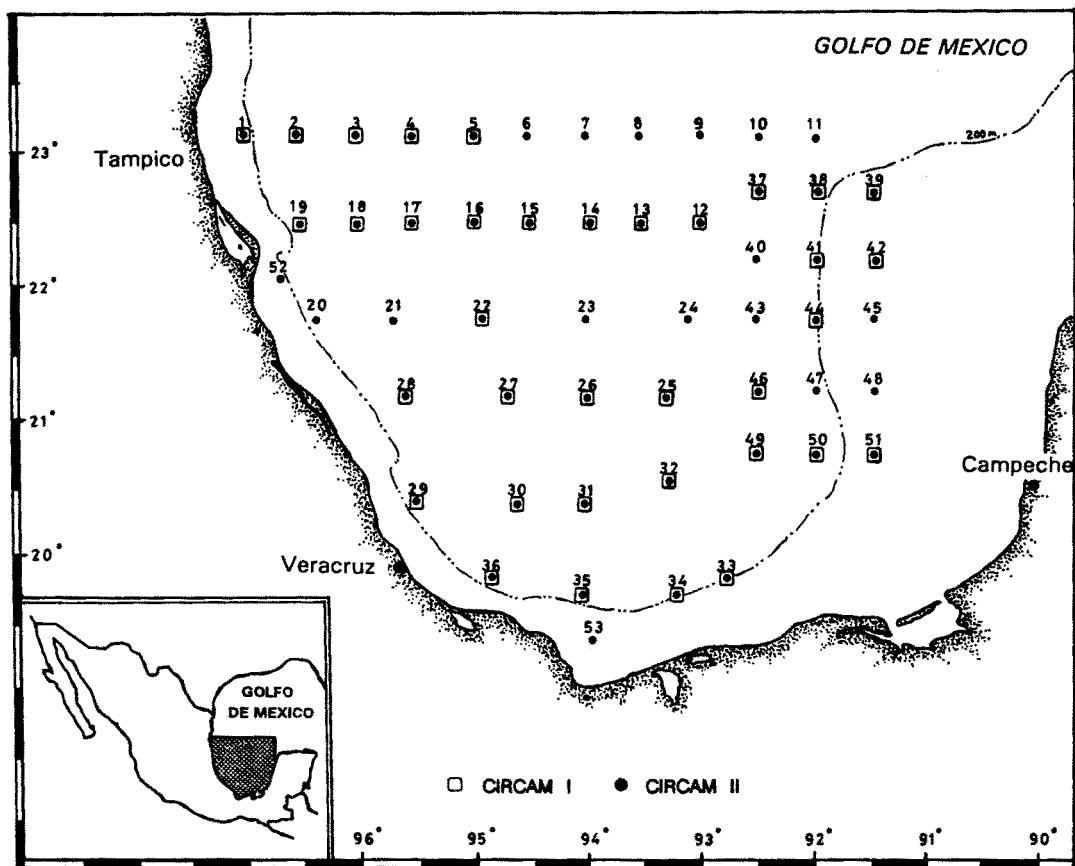 GOLFO DE MEXICO
1 2 3 4 5 6 7 8 9 10 11
200 m
23°
Tampico
37 38 39
19 18 17 16 15 14 13 12
40 41 42
22°
52
20 21 22 23 24 43 44 45
28 27 26 25 46 47 48
21°
49 50 51
Campeche
32
29 30 31
20°
Veracruz
36 35 34 33
53
GOLFO
DE MEXICO
CIRCAM I CIRCAM II
96° 95° 94° 93° 92° 91° 90°